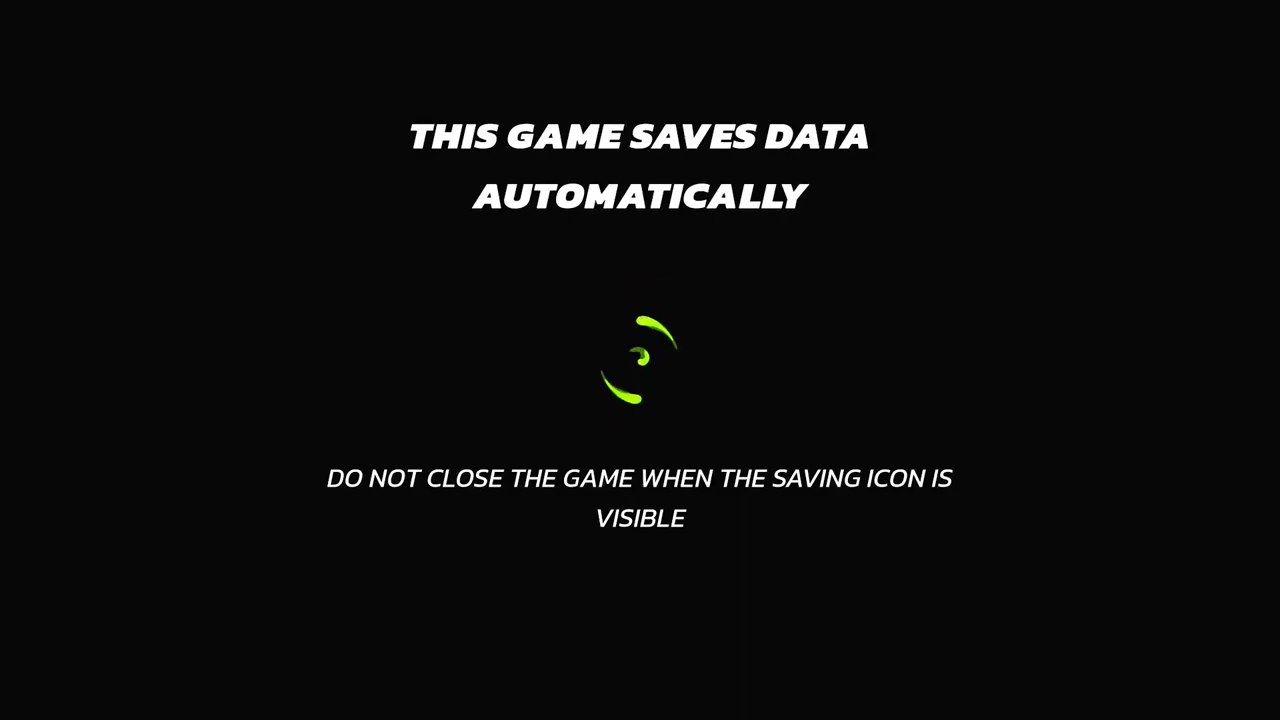 THIS GAME SAVES DATA
AUTOMATICALLY
DO NOT CLOSE THE GAME WHEN THE SAVING ICON IS
VISIBLE